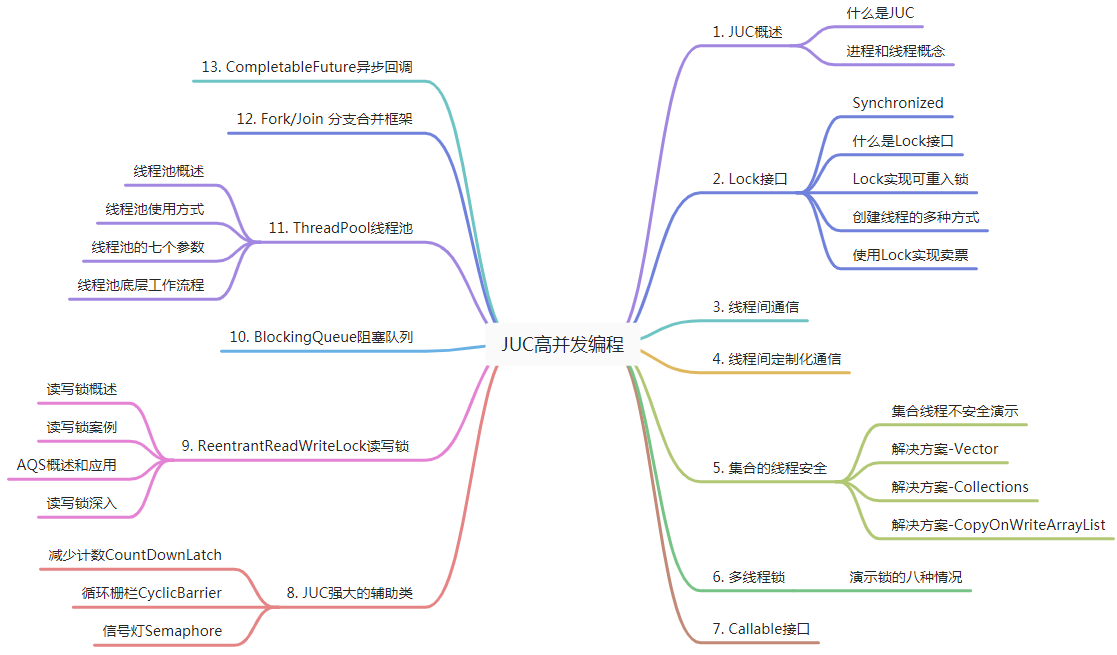 JUC高并发编程
1. JUC概述
什么是JUC
进程和线程概念
2. Lock接口
Synchronized
什么是Lock接口
Lock实现可重入锁
创建线程的多种方式
使用Lock实现卖票
3. 线程间通信
4. 线程间定制化通信
5. 集合的线程安全
集合线程不安全演示
解决方案-Vector
解决方案-Collections
解决方案-CopyOnWriteArrayList
6. 多线程锁
演示锁的八种情况
7. Callable接口
8. JUC强大的辅助类
减少计数CountDownLatch
循环栅栏CyclicBarrier
信号灯Semaphore
9. ReentrantReadWriteLock读写锁
读写锁概述
读写锁案例
AQS概述和应用
读写锁深入
10. BlockingQueue阻塞队列
11. ThreadPool线程池
线程池概述
线程池使用方式
线程池的七个参数
线程池底层工作流程
12. Fork/Join 分支合并框架
13. CompletableFuture异步回调